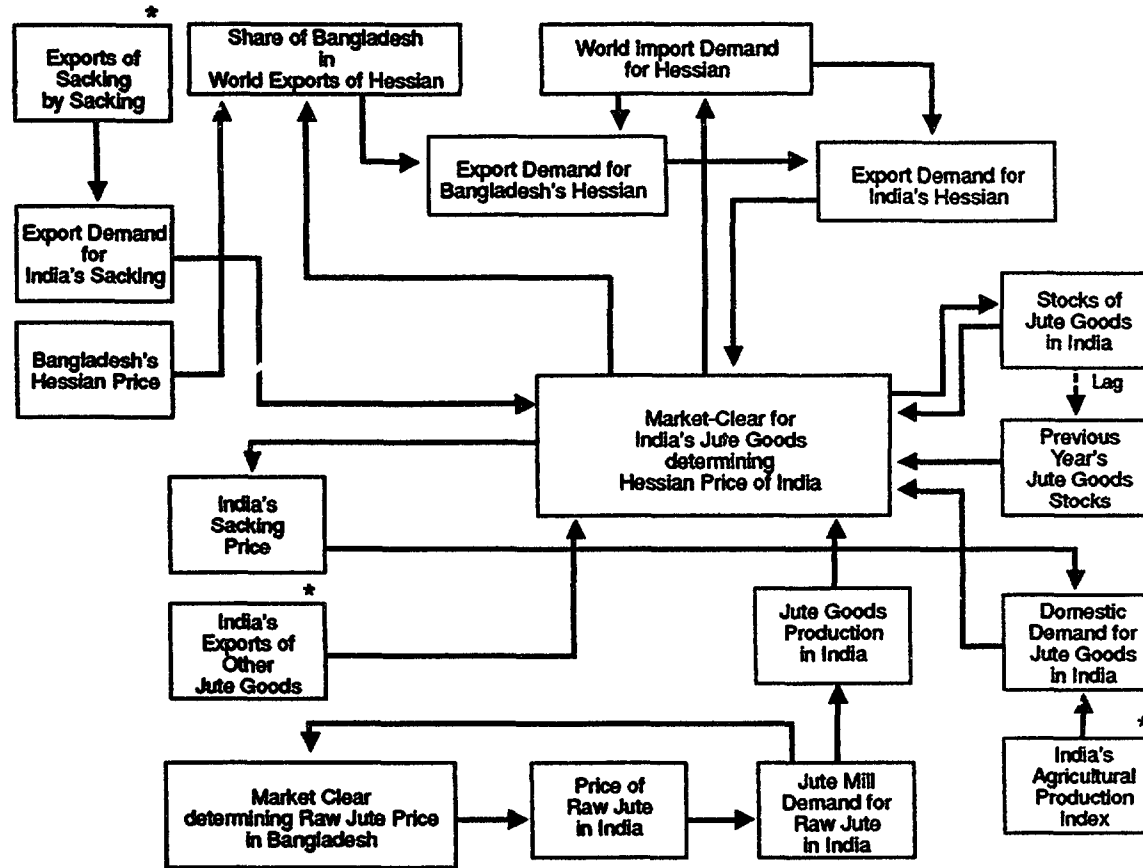 *
Exports of
Sacking
by Sacking
Share of Bangladesh
in
World Exports of Hessian
World Import Demand
for Hessian
Export Demand for
Bangladesh's Hessian
Export Demand for
India's Hessian
Export Demand
for
India's Sacking
Bangladesh's
Hessian Price
Stocks of
Jute Goods
in India
Lag
Market-Clear for
India's Jute Goods
determining
Hessian Price of India
Previous
Year's
Jute Goods
Stocks
India's
Sacking
Price
*
India's
Exports of
Other
Jute Goods
Jute Goods
Production
in India
Domestic
Demand for
Jute Goods
in India
*
India's
Agricultural
Production
Index
Market Clear
determining Raw Jute Price
in Bangladesh
Price of
Raw Jute
in India
Jute Mill
Demand for
Raw Jute
in India